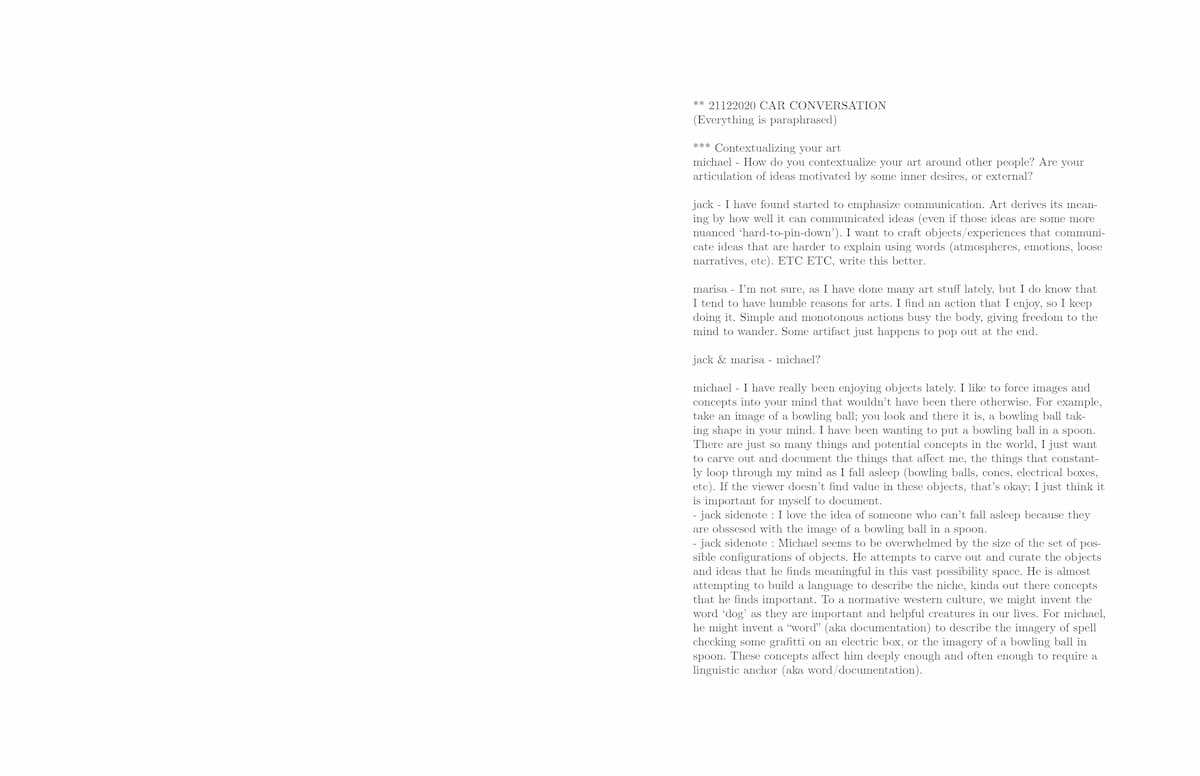 ** 21122020 CAR CONVERSATION
(Everything is paraphrased)
*** Contextualizing your art
michael - How do you contextualize your art around other people? Are your
articulation of ideas motivated by some inner desires, or external?
jack - I have found started to emphasize communication. Art derives its mean-
ing by how well it can communicated ideas (even if those ideas are some more
nuanced ‘hard-to-pin-down’). I want to craft objects/experiences that communi-
cate ideas that are harder to explain using words (atmospheres, emotions, loose
narratives, etc). ETC ETC, write this better.
marisa - I'm not sure, as I have done many art stuff lately, but I do know that
I tend to have humble reasons for arts. I find an action that I enjoy, so I keep
doing it. Simple and monotonous actions busy the body, giving freedom to the
mind to wander. Some artifact just happens to pop out at the end.
jack & marisa - michael?
michael - I have really been enjoying objects lately. I like to force images and
concepts into your mind that wouldn't have been there otherwise. For example,
take an image of a bowling ball; you look and there it is, a bowling ball tak-
ing shape in your mind. I have been wanting to put a bowling ball in a spoon.
There are just so many things and potential concepts in the world, I just want
to carve out and document the things that affect me, the things that constant-
ly loop through my mind as I fall asleep (bowling balls, cones, electrical boxes,
etc). If the viewer doesn't find value in these objects, that's okay; I just think it
is important for myself to document.
- jack sidenote : I love the idea of someone who can't fall asleep because they
are obssesed with the image of a bowling ball in a spoon.
- jack sidenote : Michael seems to be overwhelmed by the size of the set of pos-
sible configurations of objects. He attempts to carve out and curate the objects
and ideas that he finds meaningful in this vast possibility space. He is almost
attempting to build a language to describe the niche, kinda out there concepts
that he finds important. To a normative western culture, we might invent the
word ‘dog’ as they are important and helpful creatures in our lives. For michael,
he might invent a “word” (aka documentation) to describe the imagery of spell
checking some grafitti on an electric box, or the imagery of a bowling ball in
spoon. These concepts affect him deeply enough and often enough to require a
linguistic anchor (aka word/documentation).